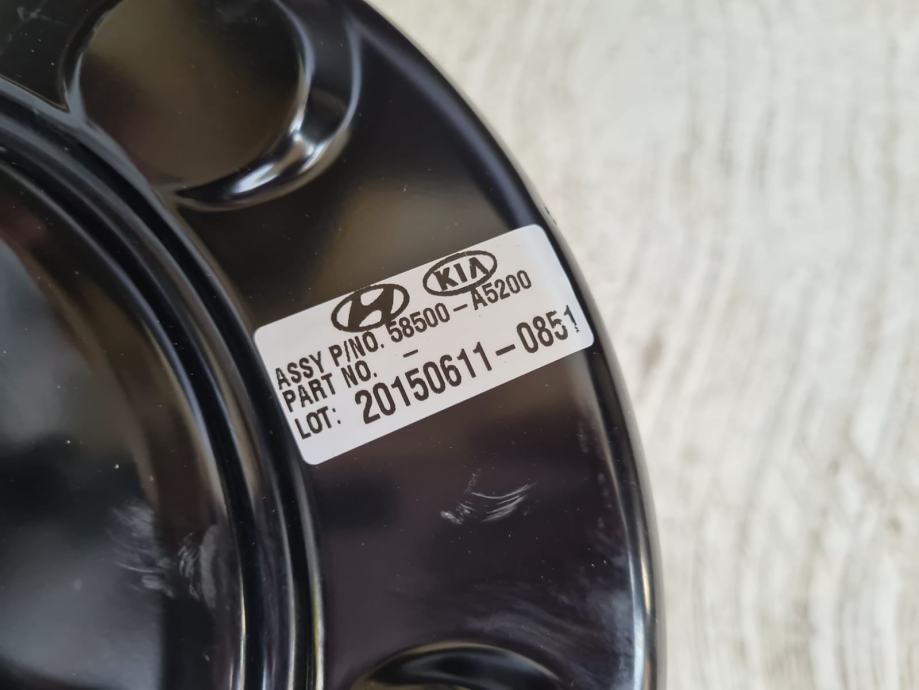 KIA
ASSY P/NO. 58500-A5200
PART NO. -
LOT: 20150611-0851